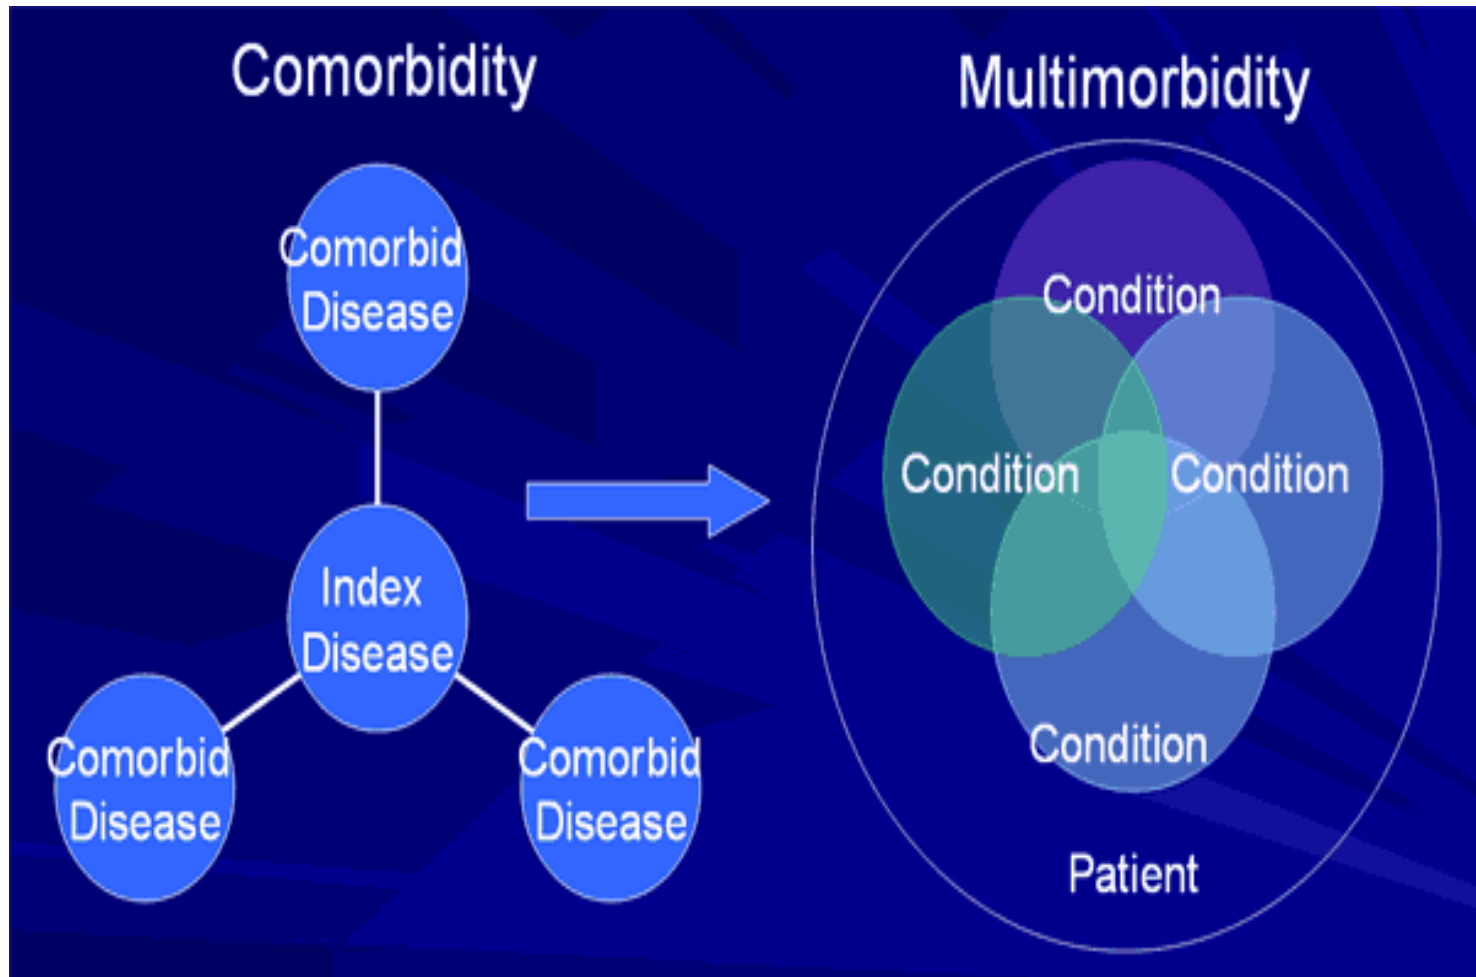 Comorbidity
Comorbid
Disease
Index
Disease
Comorbid
Disease
Comorbid
Disease
Multimorbidity
Condition
Condition
Condition
Condition
Patient